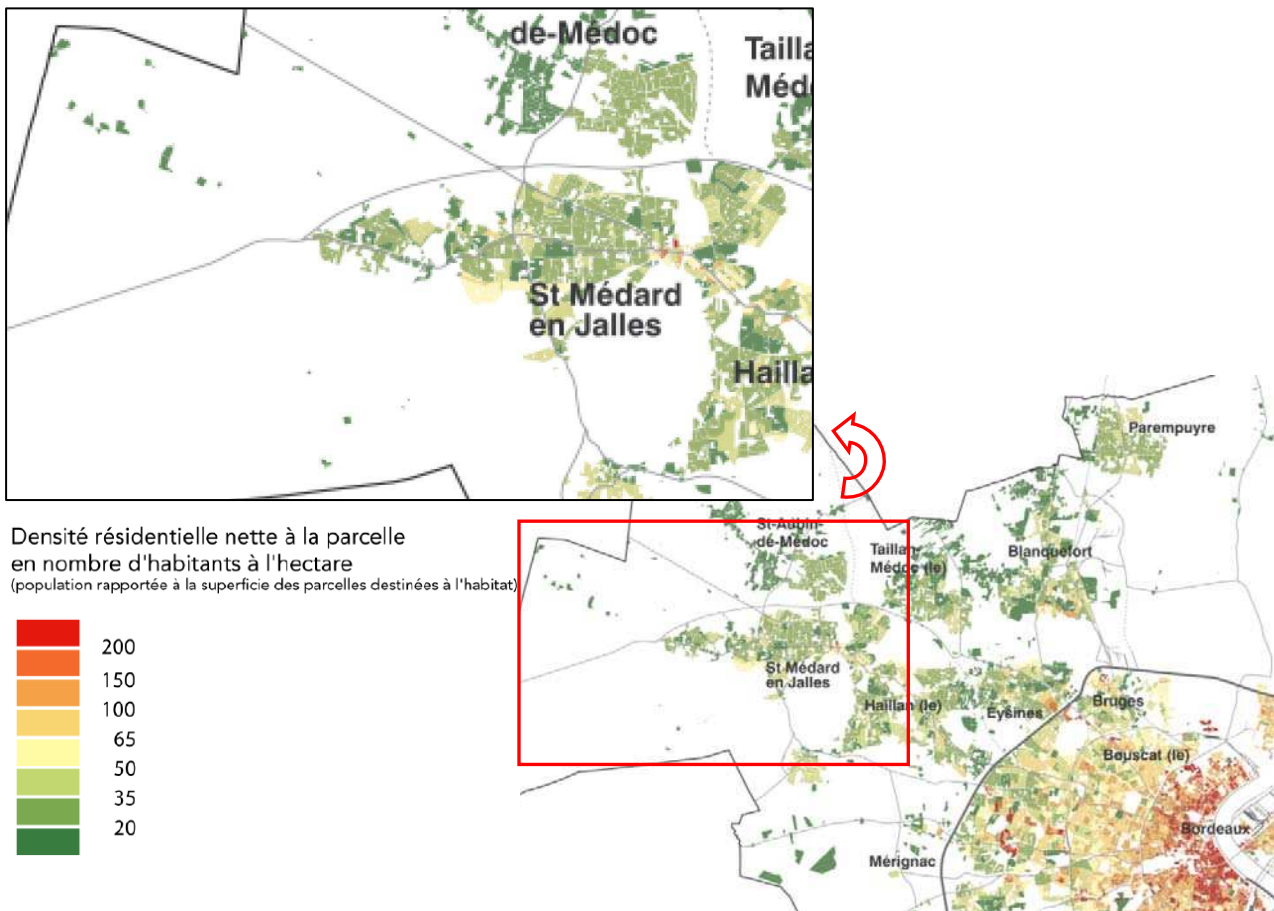 de-Médoc
Tailla
Méd
St Médard
en Jalles
Hailla
Densité résidentielle nette à la parcelle
en nombre d'habitants à l'hectare
(population rapportée à la superficie des parcelles destinées à l'habitat)
200
150
100
65
50
35
20
Parempuyre
St-Aubin-
de-Médoc
Taillan-
Médoc (le)
Blanquefort
St Médard
en Jalles
Haillan (le)
Eysines
Bruges
Bouscat (le)
Bordeaux
Mérignac